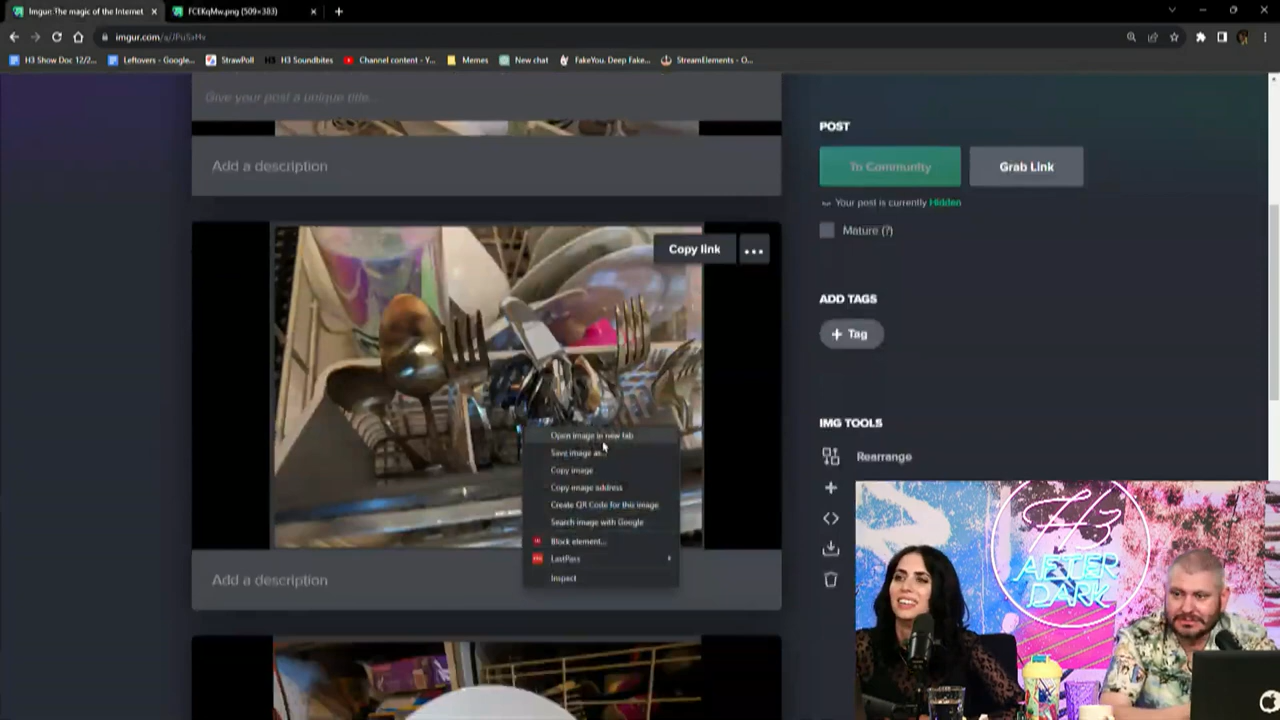 Imgur: The magic of the Internet
FCEKqMw.png (509×383)
imgur.com/a/
H3 Show Doc 12/2...
Leftovers - Google...
StrawPoll
H3 H3 Soundbites
Channel content - Y...
Memes
New chat
FakeYou. Deep Fake...
StreamElements - O...
Give your post a unique title...
Add a description
POST
To Community
Grab Link
Your post is currently Hidden
Mature (?)
Copy link
ADD TAGS
+ Tag
IMG TOOLS
Rearrange
Open image in new tab
Save image as...
Copy image
Copy image address
Create QR Code for this image
Search image with Google
Block element...
LastPass
Inspect
Add a description
H3
AFTER
DARK